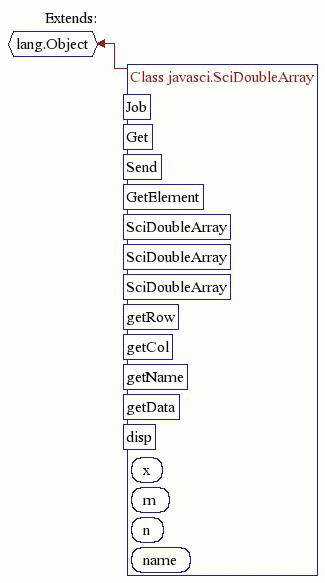 Extends:
lang.Object
Class javasci.SciDoubleArray
Job
Get
Send
GetElement
SciDoubleArray
SciDoubleArray
SciDoubleArray
getRow
getCol
getName
getData
disp
x
m
n
name